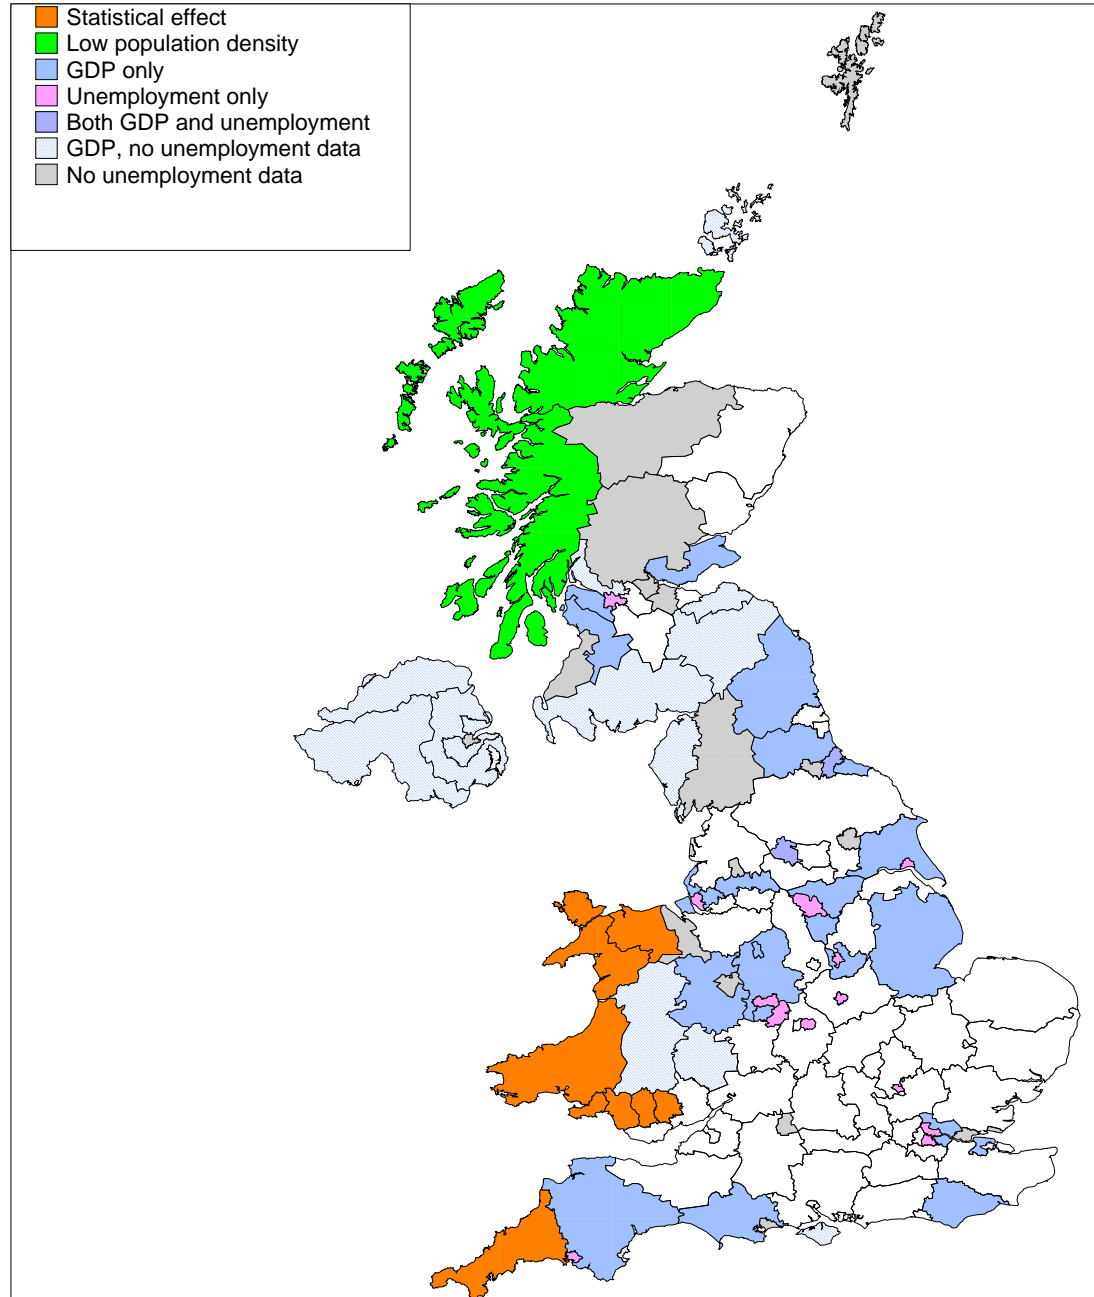 Statistical effect
Low population density
GDP only
Unemployment only
Both GDP and unemployment
GDP, no unemployment data
No unemployment data